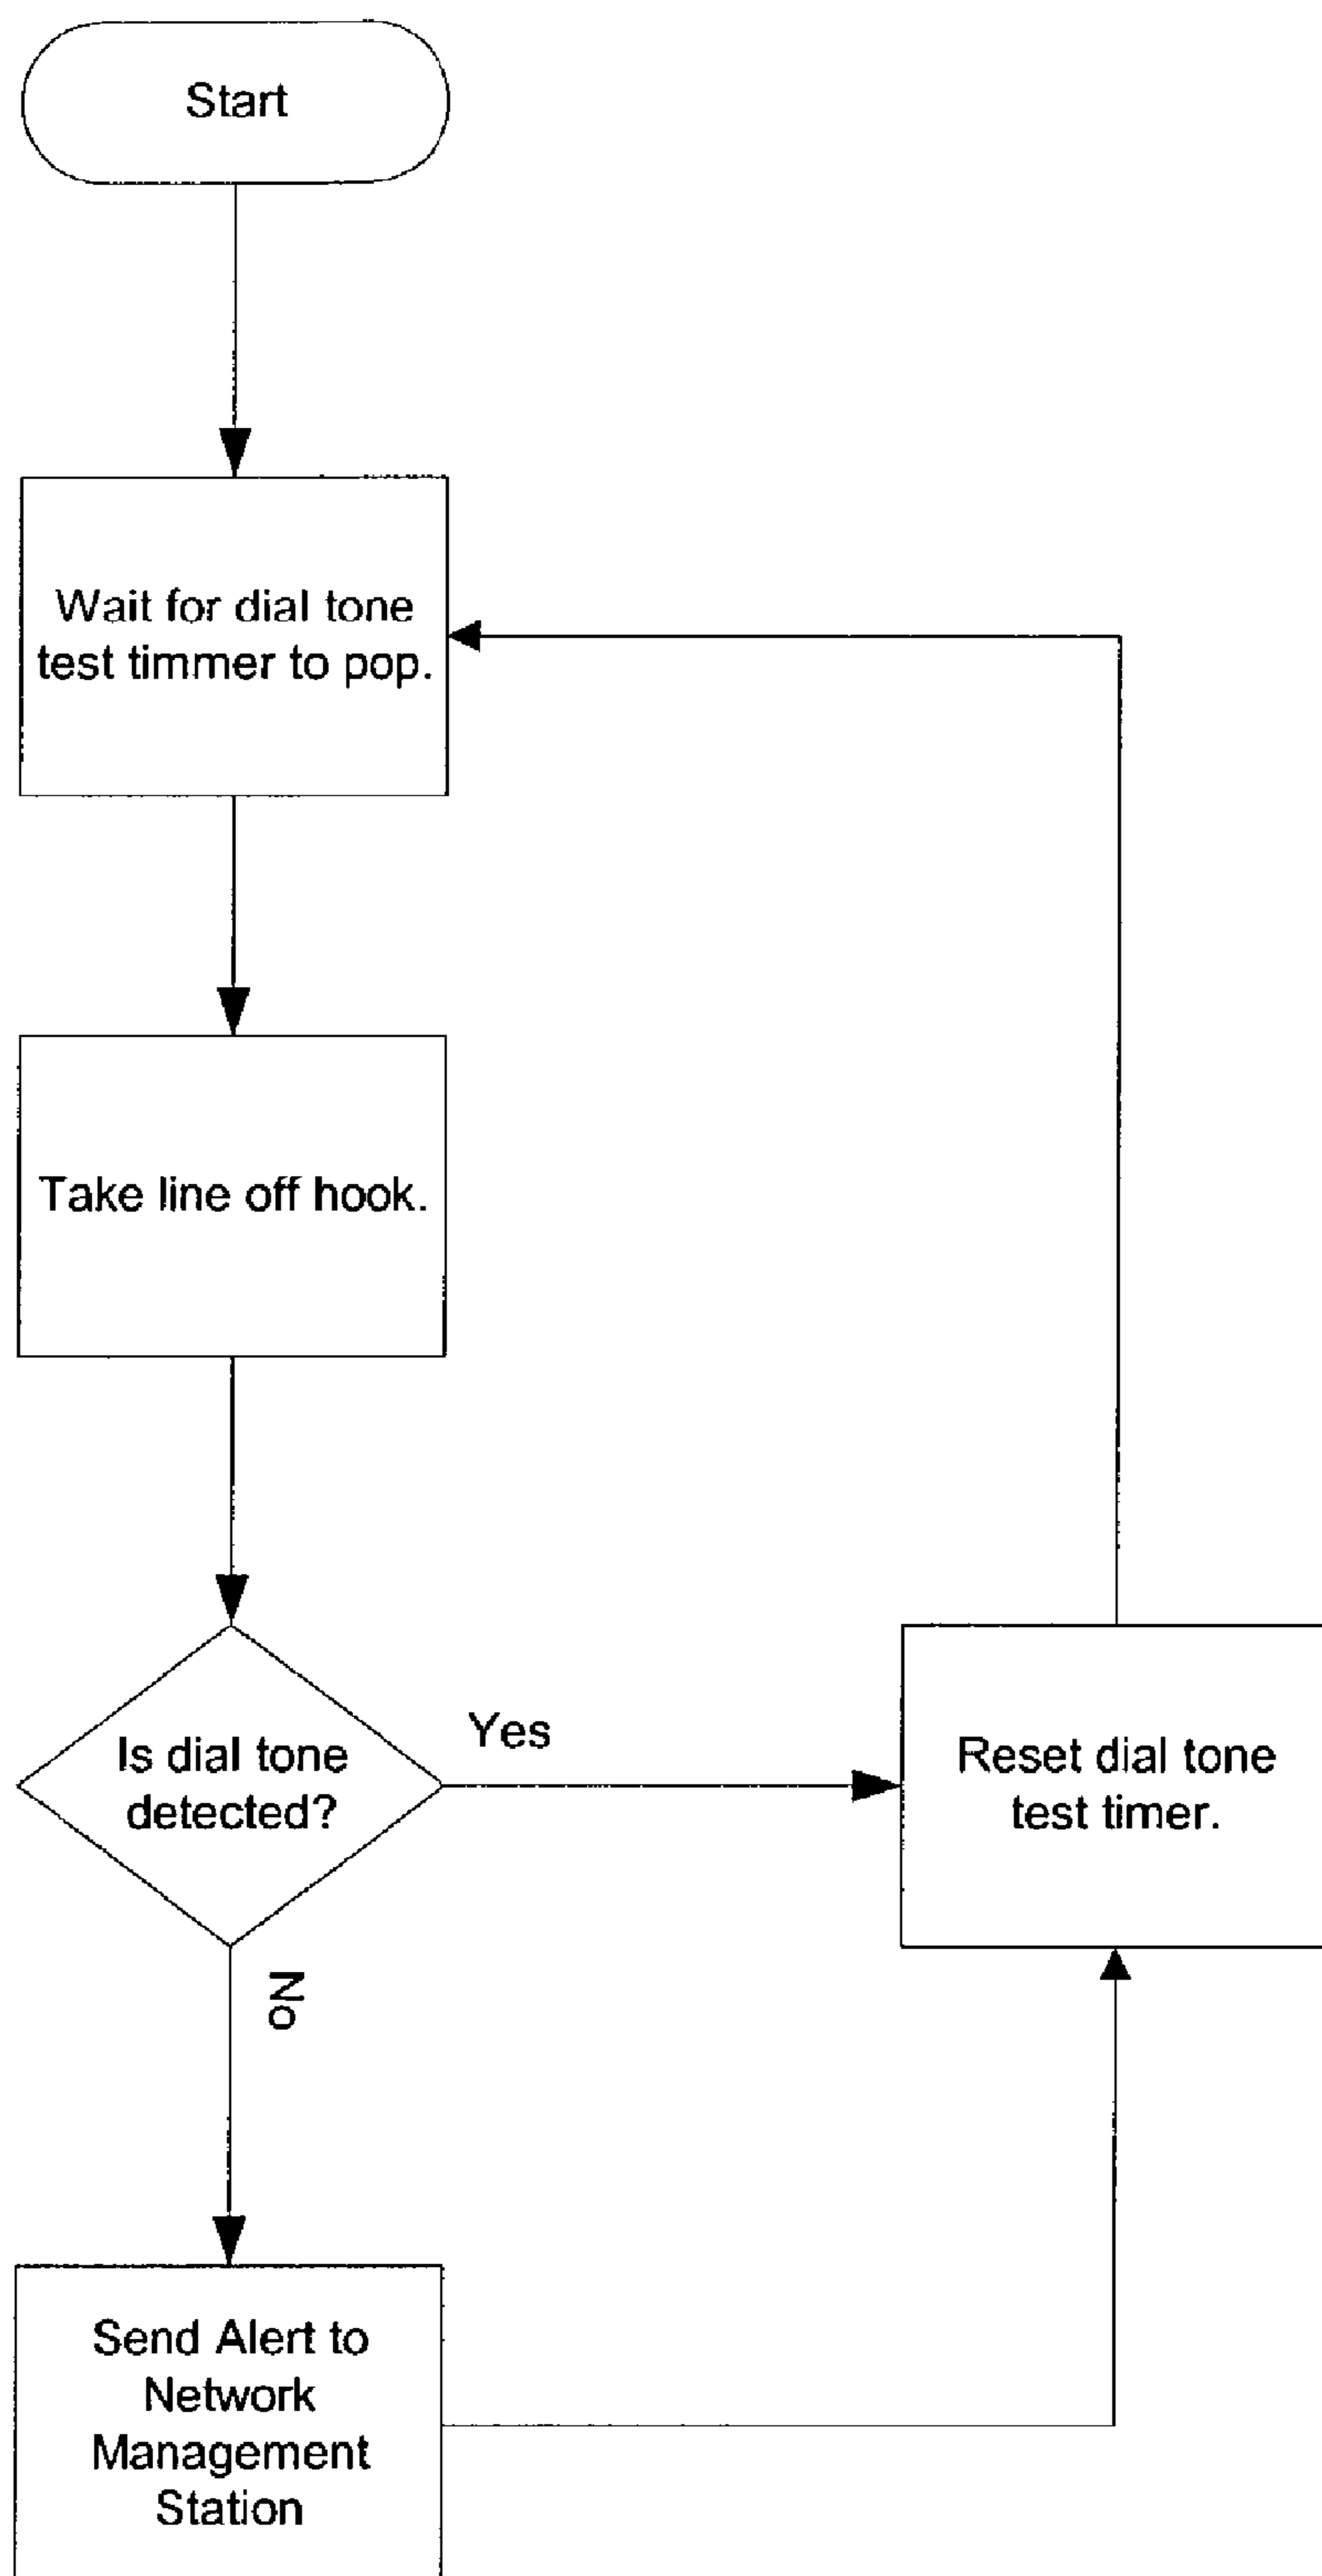 Start
Wait for dial tone
test timmer to pop.
Take line off hook.
Is dial tone
detected?
Yes
Reset dial tone
test timer.
No
Send Alert to
Network
Management
Station